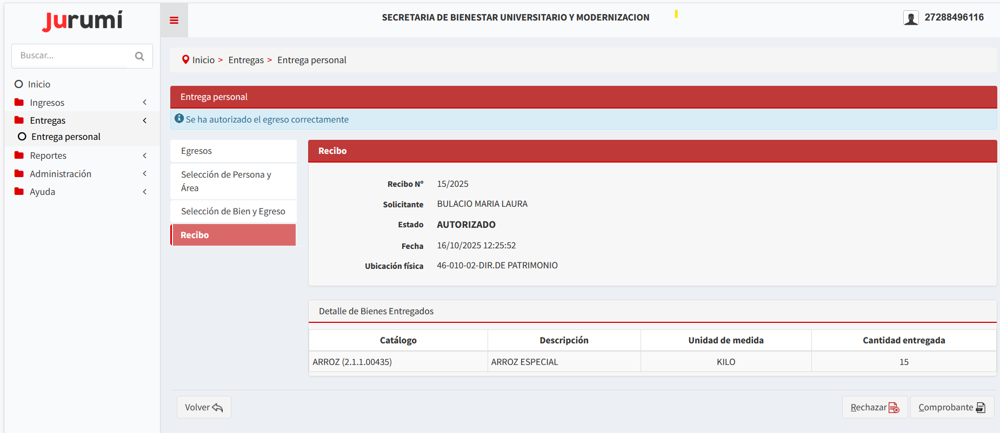 Jurumí
SECRETARIA DE BIENESTAR UNIVERSITARIO Y MODERNIZACION
27288496116
Buscar...
Inicio
Ingresos
Entregas
Entrega personal
Reportes
Administración
Ayuda
Inicio > Entregas > Entrega personal
Entrega personal
Se ha autorizado el egreso correctamente
Egresos
Selección de Persona y
Área
Selección de Bien y Egreso
Recibo
Recibo
Recibo Nº 15/2025
Solicitante BULACIO MARIA LAURA
Estado AUTORIZADO
Fecha 16/10/2025 12:25:52
Ubicación física 46-010-02-DIR.DE PATRIMONIO
Detalle de Bienes Entregados
Catálogo Descripción Unidad de medida Cantidad entregada
ARROZ (2.1.1.00435) ARROZ ESPECIAL KILO 15
Volver
Rechazar
Comprobante